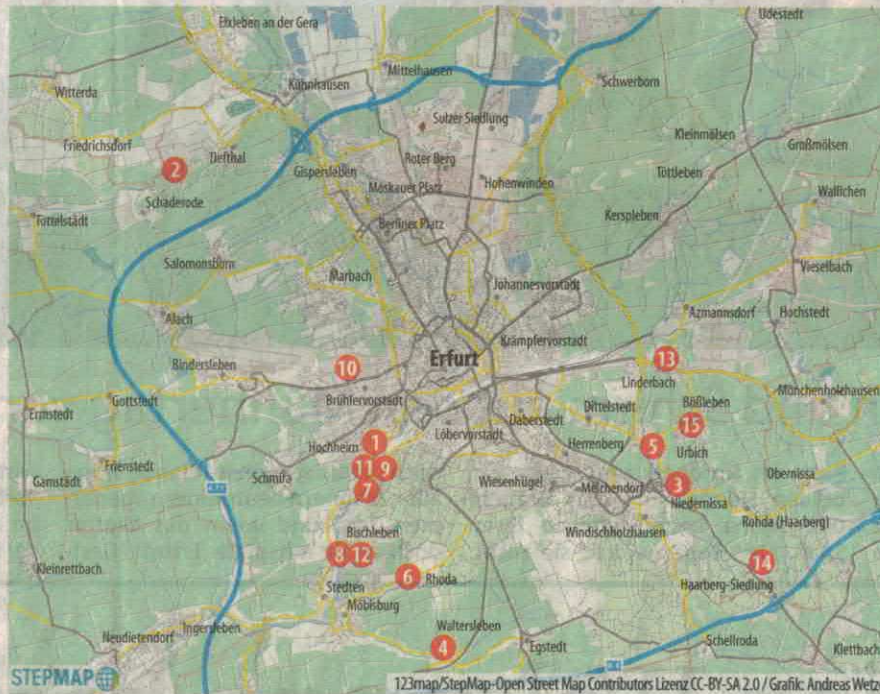 Elxleben an der Gera
Udestedt
Mittelhausen
Schwerborn
Witterda
Kühnhausen
Sulzer Siedlung
Kleinmölsen
Großmölsen
Friedrichsdorf
Tiefthal
Roter Berg
2
Gispersleben
Hohenwinden
Töttleben
Moskauer Platz
Wallichen
Schaderode
Töttelstädt
Berliner Platz
Kerspleben
Salomonsborn
Marbach
Vieselbach
Johannesvorstadt
Alach
Azmannsdorf
Hochstedt
Krämpfervorstadt
Bindersleben
10
Erfurt
13
Linderbach
Brühlervorstadt
Mönchenholzhausen
Ermstedt
Gottstedt
Büßleben
Daberstedt
Dittelstedt
15
Löbervorstadt
1
Hochheim
5
Urbich
Herrenberg
Frienstedt
11 9
Obernissa
Gamstädt
Schmira
Wiesenhügel
Melchendorf
3
7
Niedernissa
Rohda (Haarberg)
Bischleben
Windischholzhausen
8 12
14
Kleinrettbach
6
Rhoda
Haarberg-Siedlung
Stedten
Möbisburg
Ingersleben
Waltersleben
Neudietendorf
4
Egstedt
Schellroda
Klettbach
STEPMAP
123map/StepMap-Open Street Map Contributors Lizenz CC-BY-SA 2.0 / Grafik: Andreas Wetzel